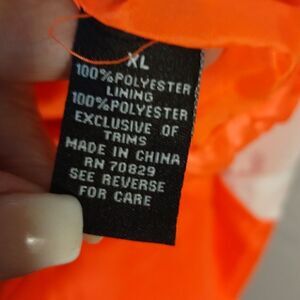 XL
100%POLYESTER
LINING
100%POLYESTER
EXCLUSIVE OF
TRIMS
MADE IN CHINA
RN 70829
SEE REVERSE
FOR CARE